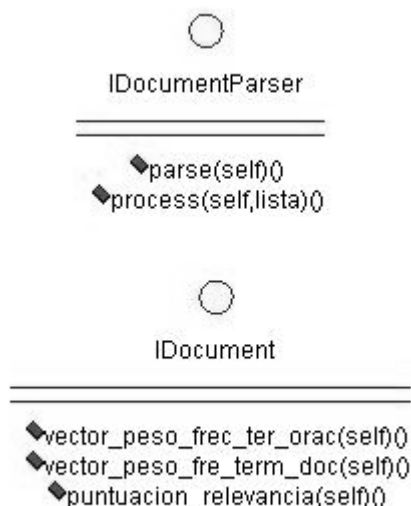 IDocumentParser
parse(self)()
process(self,lista)()
IDocument
vector_peso_frec_ter_orac(self)()
vector_peso_fre_term_doc(self)()
puntuacion_relevancia(self)()